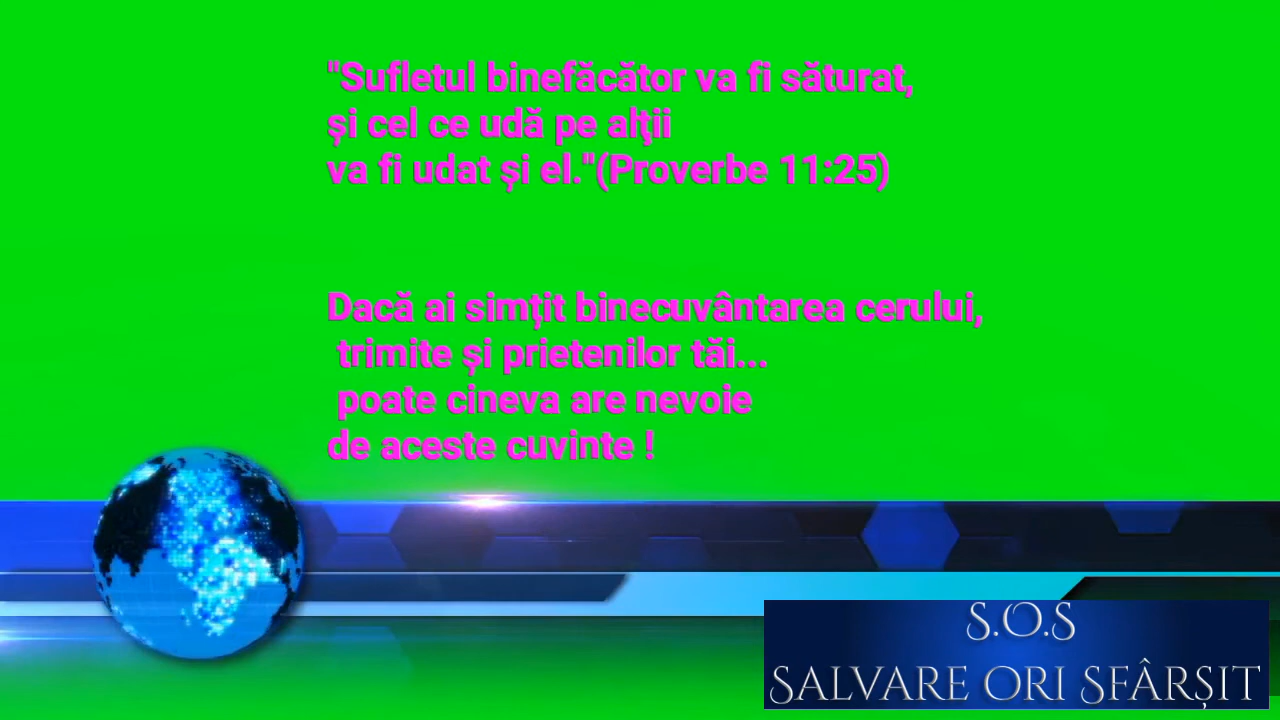 "Sufletul binefăcător va fi săturat,
și cel ce udă pe alţii
va fi udat și el."(Proverbe 11:25)
Dacă ai simțit binecuvântarea cerului,
trimite și prietenilor tăi...
poate cineva are nevoie
de aceste cuvinte !
S.O.S
SALVARE ORI SFÂRȘIT